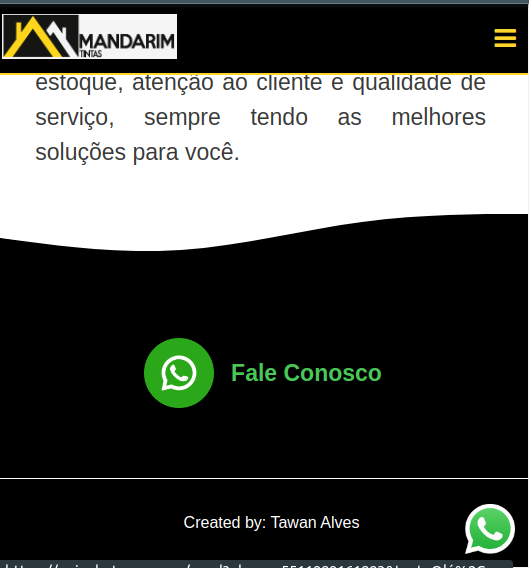 MANDARIM
TINTAS
estoque, atenção ao cliente e qualidade de
serviço, sempre tendo as melhores
soluções para você.
Fale Conosco
Created by: Tawan Alves